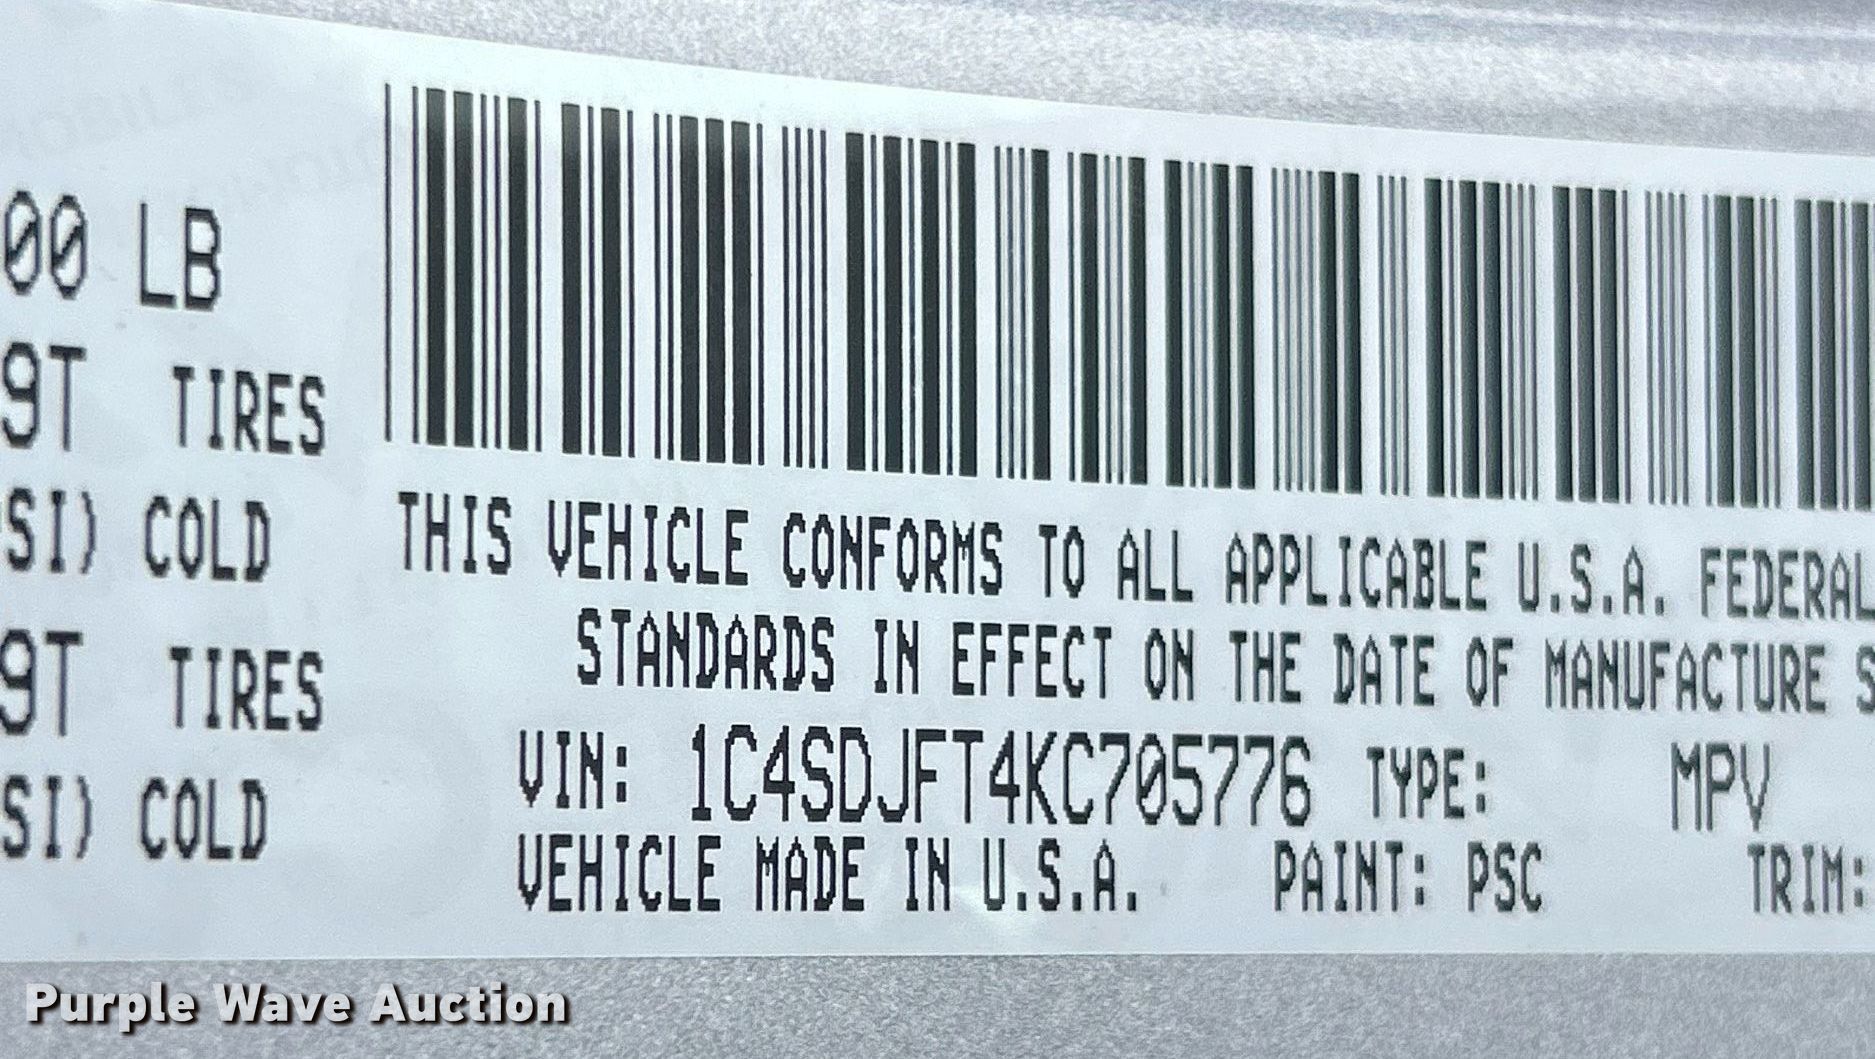 00 LB
9T TIRES
SI) COLD
9T TIRES
SI) COLD
THIS VEHICLE CONFORMS TO ALL APPLICABLE U.S.A. FEDERAL
STANDARDS IN EFFECT ON THE DATE OF MANUFACTURE S
VIN: 1C4SDJFT4KC705776 TYPE: MPV
VEHICLE MADE IN U.S.A. PAINT: PSC TRIM:
Purple Wave Auction